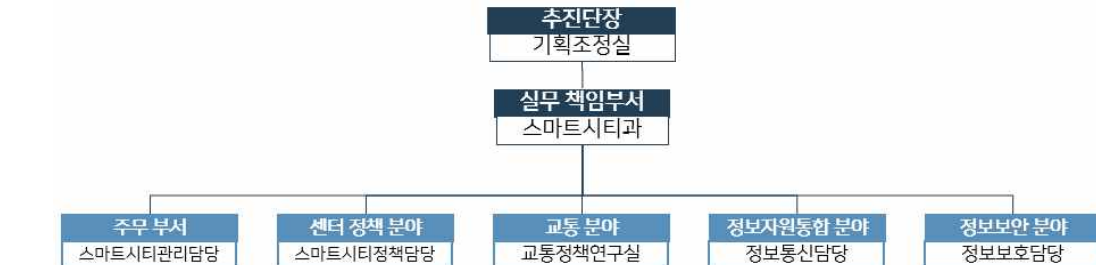 추진단장
기획조정실
실무 책임부서
스마트시티과
주무 부서
센터 정책 분야
교통 분야
정보자원통합 분야
정보보안 분야
스마트시티관리담당
스마트시티정책담당
교통정책연구실
정보통신담당
정보보호담당